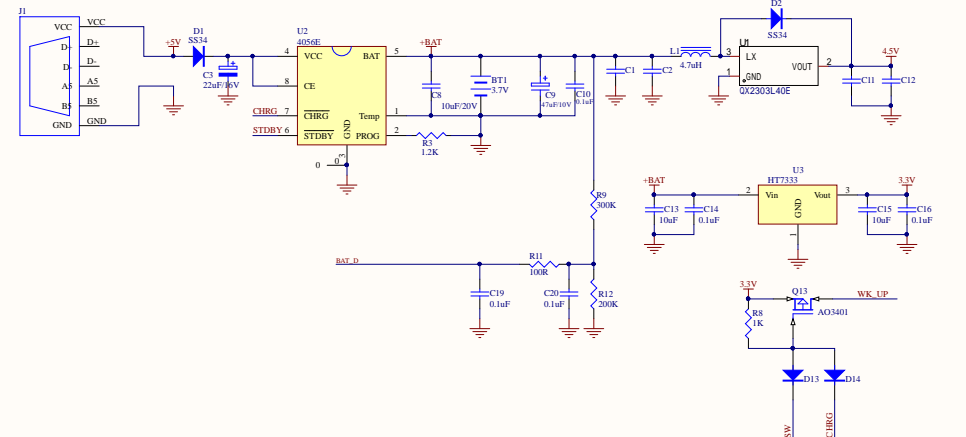 J1
VCC
D+
D-
A5
B5
GND
VCC
D+
D-
A5
B5
GND
+5V
D1
SS34
C3
22uF/16V
U2
4056E
4
VCC
BAT
5
8
CE
CHRG
7
CHRG
Temp
1
STDBY
6
STDBY
PROG
2
GND
3
0
0
+BAT
C8
10uF/20V
BT1
3.7V
C9
47uF/10V
C10
0.1uF
R3
1.2K
C1
C2
L1
4.7uH
D2
SS34
U1
3
LX
1
GND
VOUT
2
QX2303L40E
4.5V
C11
C12
R9
300K
BAT_D
R11
100R
C19
0.1uF
C20
0.1uF
R12
200K
+BAT
C13
10uF
C14
0.1uF
U3
HT7333
2
Vin
Vout
3
GND
1
3.3V
C15
10uF
C16
0.1uF
3.3V
R8
1K
Q13
AO3401
WK_UP
D13
D14
SW
CHRG